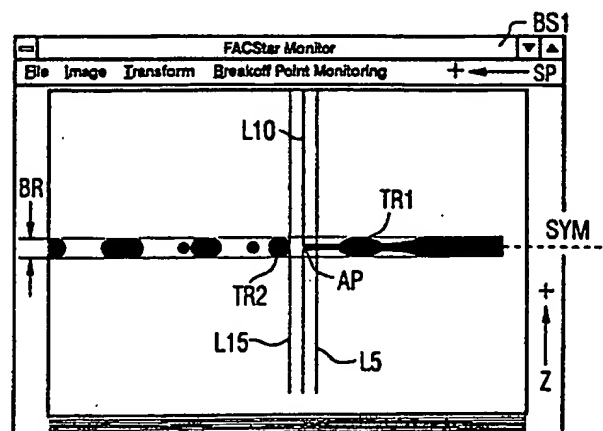 BS1
FACStar Monitor
File Image Transform Breakoff Point Monitoring + SP
L10
BR
TR1
SYM
TR2
AP
+
L15
L5
Z